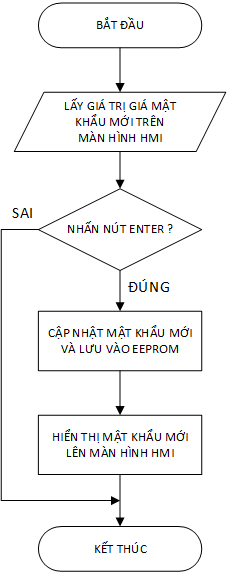 BẮT ĐẦU
LẤY GIÁ TRỊ GIÁ MẬT
KHẨU MỚI TRÊN
MÀN HÌNH HMI
SAI
NHẤN NÚT ENTER ?
ĐÚNG
CẬP NHẬT MẬT KHẨU MỚI
VÀ LƯU VÀO EEPROM
HIỂN THỊ MẬT KHẨU MỚI
LÊN MÀN HÌNH HMI
KẾT THÚC